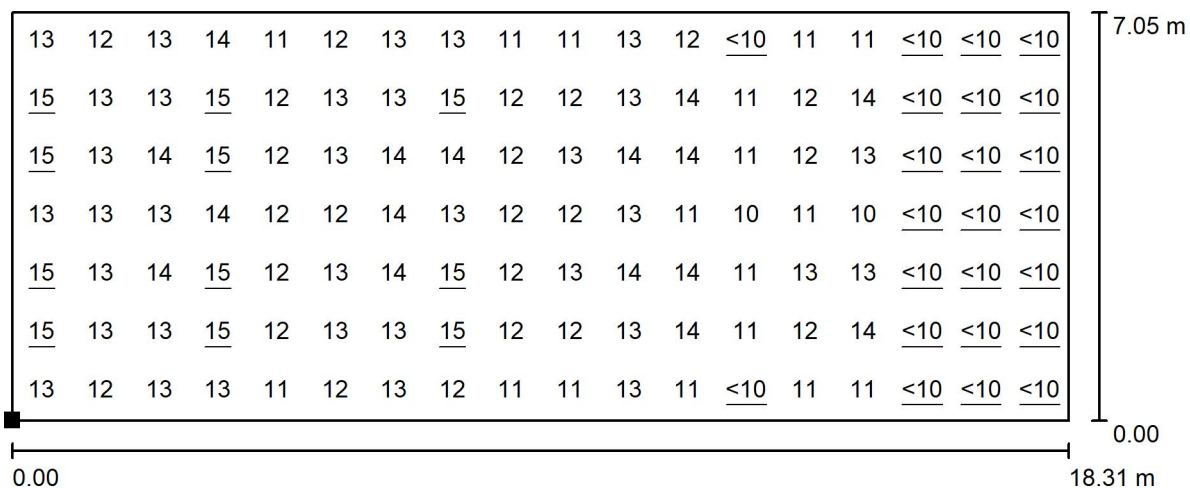 13 12 13 14 11 12 13 13 11 11 13 12 <10 11 11 <10 <10 <10
7.05 m
15 13 13 15 12 13 13 15 12 12 13 14 11 12 14 <10 <10 <10
15 13 14 15 12 13 14 14 12 13 14 14 11 12 13 <10 <10 <10
13 13 13 14 12 12 14 13 12 12 13 11 10 11 10 <10 <10 <10
15 13 14 15 12 13 14 15 12 13 14 14 11 13 13 <10 <10 <10
15 13 13 15 12 13 13 15 12 12 13 14 11 12 14 <10 <10 <10
13 12 13 13 11 12 13 12 11 11 13 11 <10 11 11 <10 <10 <10
0.00
0.00 18.31 m